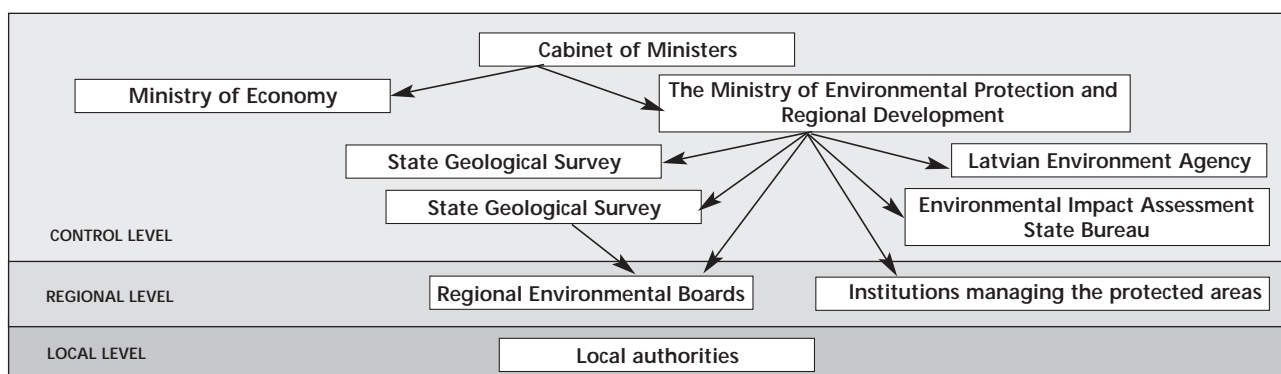 Cabinet of Ministers
Ministry of Economy
The Ministry of Environmental Protection and
Regional Development
State Geological Survey
Latvian Environment Agency
State Geological Survey
Environmental Impact Assessment
State Bureau
CONTROL LEVEL
REGIONAL LEVEL
Regional Environmental Boards
Institutions managing the protected areas
LOCAL LEVEL
Local authorities